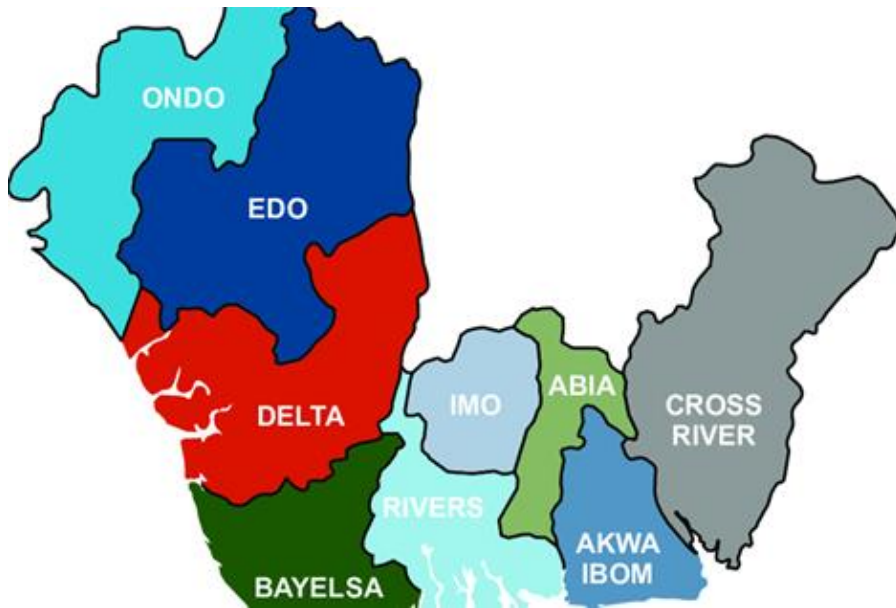 ONDO
EDO
DELTA
IMO
ABIA
CROSS
RIVER
RIVERS
AKWA
IBOM
BAYELSA